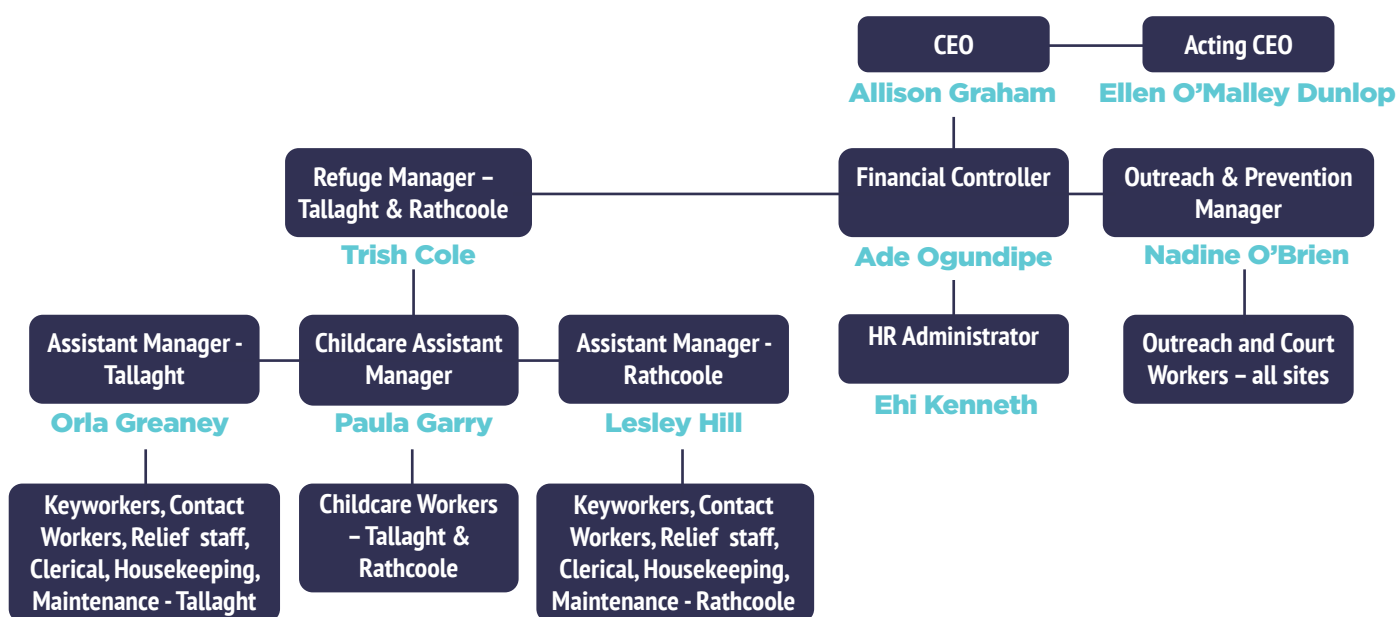 CEO
Acting CEO
Allison Graham
Ellen O’Malley Dunlop
Refuge Manager –
Tallaght & Rathcoole
Trish Cole
Financial Controller
Ade Ogundipe
Outreach & Prevention
Manager
Nadine O’Brien
Assistant Manager -
Tallaght
Orla Greaney
Childcare Assistant
Manager
Paula Garry
Assistant Manager -
Rathcoole
Lesley Hill
HR Administrator
Ehi Kenneth
Outreach and Court
Workers – all sites
Keyworkers, Contact
Workers, Relief staff,
Clerical, Housekeeping,
Maintenance - Tallaght
Childcare Workers
– Tallaght &
Rathcoole
Keyworkers, Contact
Workers, Relief staff,
Clerical, Housekeeping,
Maintenance - Rathcoole